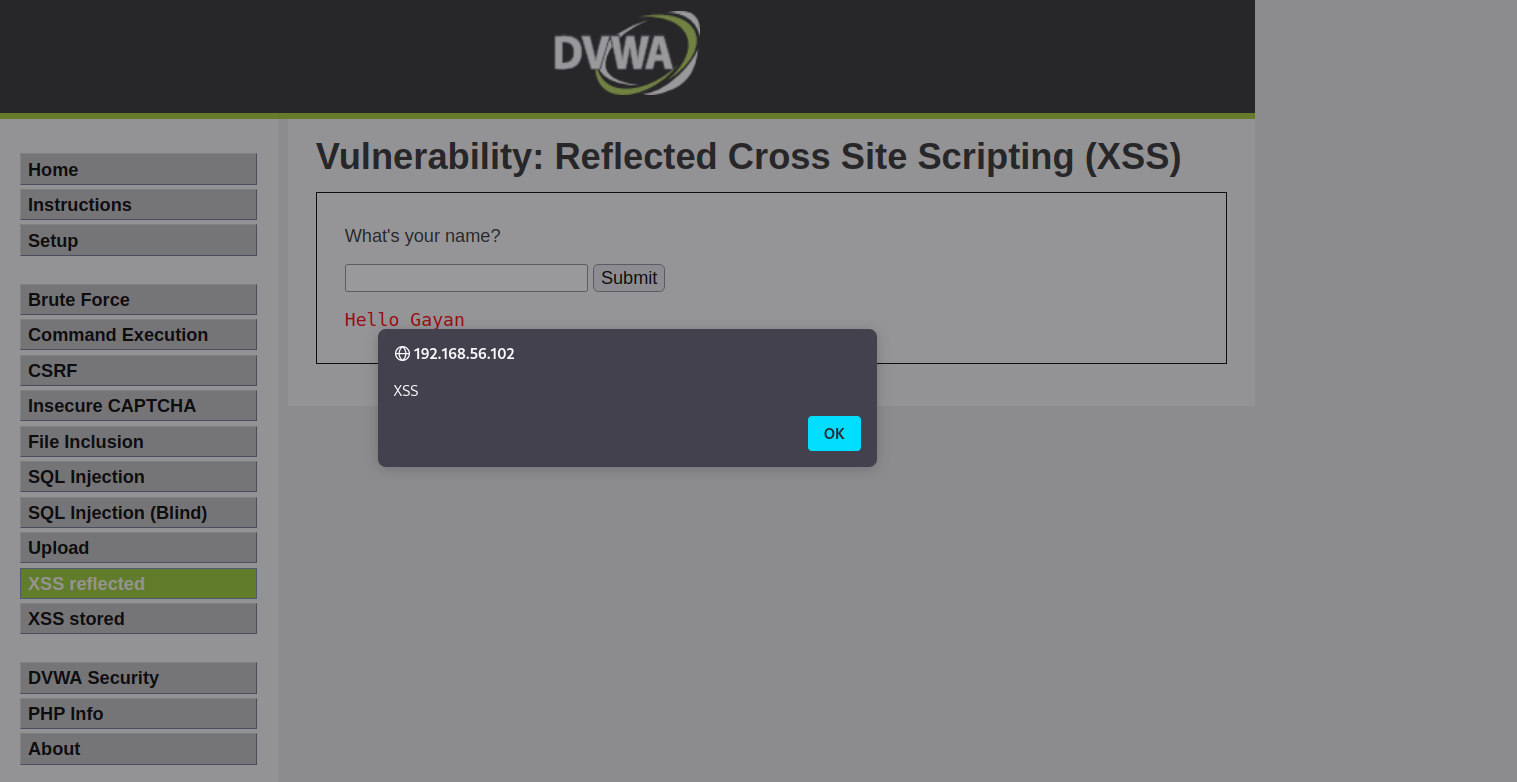 DVWA
Home
Instructions
Setup
Brute Force
Command Execution
CSRF
Insecure CAPTCHA
File Inclusion
SQL Injection
SQL Injection (Blind)
Upload
XSS reflected
XSS stored
DVWA Security
PHP Info
About
Vulnerability: Reflected Cross Site Scripting (XSS)
What's your name?
Submit
Hello Gayan
192.168.56.102
XSS
OK